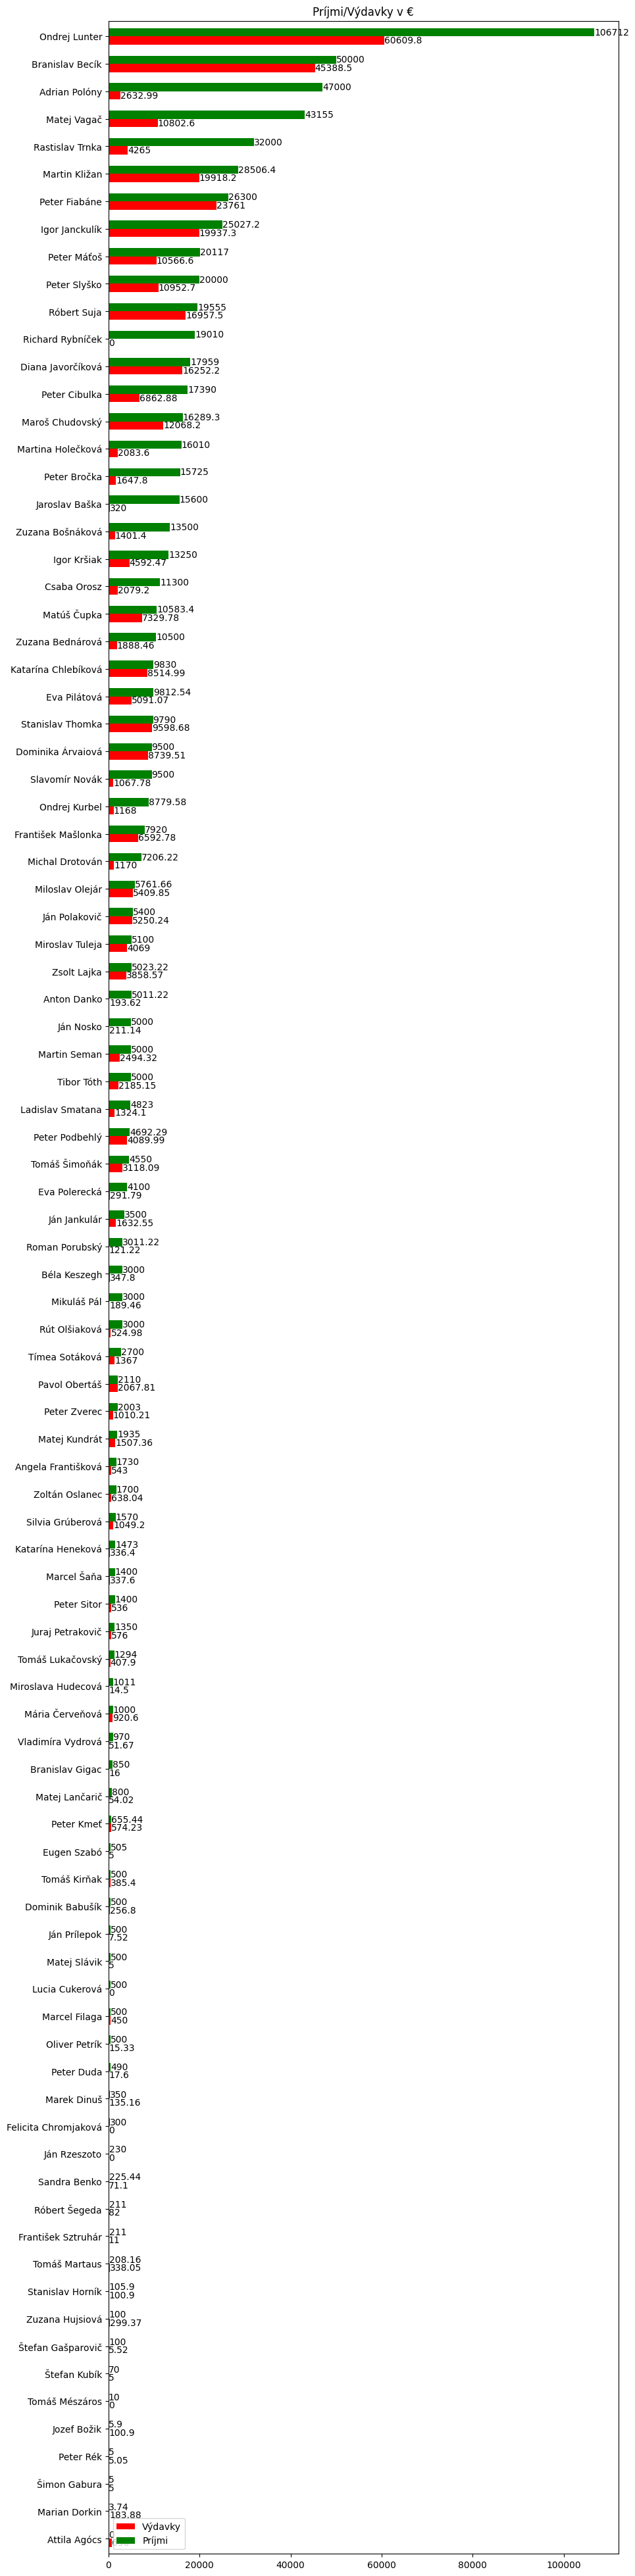 Príjmi/Výdavky v €
Ondrej Lunter 106712 60609.8
Branislav Becík 50000 45388.5
Adrian Polóny 47000 2632.99
Matej Vagač 43155 10802.6
Rastislav Trnka 32000 4265
Martin Kližan 28506.4 19918.2
Peter Fiabáne 26300 23761
Igor Janckulík 25027.2 19937.3
Peter Máťoš 20117 10566.6
Peter Slyško 20000 10952.7
Róbert Suja 19555 16957.5
Richard Rybníček 19010 0
Diana Javorčíková 17959 16252.2
Peter Cibulka 17390 6862.88
Maroš Chudovský 16289.3 12068.2
Martina Holečková 16010 2083.6
Peter Bročka 15725 1647.8
Jaroslav Baška 15600 320
Zuzana Bošnáková 13500 1401.4
Igor Kršiak 13250 4592.47
Csaba Orosz 11300 2079.2
Matúš Čupka 10583.4 7329.78
Zuzana Bednárová 10500 1888.46
Katarína Chlebíková 9830 8514.99
Eva Pilátová 9812.54 5091.07
Stanislav Thomka 9790 9598.68
Dominika Árvaiová 9500 8739.51
Slavomír Novák 9500 1067.78
Ondrej Kurbel 8779.58 1168
František Mašlonka 7920 6592.78
Michal Drotován 7206.22 1170
Miloslav Olejár 5761.66 5409.85
Ján Polakovič 5400 5250.24
Miroslav Tuleja 5100 4069
Zsolt Lajka 5023.22 3858.57
Anton Danko 5011.22 193.62
Ján Nosko 5000 211.14
Martin Seman 5000 2494.32
Tibor Tóth 5000 2185.15
Ladislav Smatana 4823 1324.1
Peter Podbehlý 4692.29 4089.99
Tomáš Šimoňák 4550 3118.09
Eva Polerecká 4100 291.79
Ján Jankulár 3500 1632.55
Roman Porubský 3011.22 121.22
Béla Keszegh 3000 347.8
Mikuláš Pál 3000 189.46
Rút Olšiaková 3000 524.98
Tímea Sotáková 2700 1367
Pavol Obertáš 2110 2067.81
Peter Zverec 2003 1010.21
Matej Kundrát 1935 1507.36
Angela Františková 1730 543
Zoltán Oslanec 1700 638.04
Silvia Grúberová 1570 1049.2
Katarína Heneková 1473 336.4
Marcel Šaňa 1400 337.6
Peter Sitor 1400 536
Juraj Petrakovič 1350 576
Tomáš Lukačovský 1294 407.9
Miroslava Hudecová 1011 14.5
Mária Červeňová 1000 920.6
Vladimíra Vydrová 970 51.67
Branislav Gigac 850 16
Matej Lančarič 800 54.02
Peter Kmeť 655.44 574.23
Eugen Szabó 505 5
Tomáš Kirňak 500 385.4
Dominik Babušík 500 256.8
Ján Prílepok 500 7.52
Matej Slávik 500 5
Lucia Cukerová 500 0
Marcel Filaga 500 450
Oliver Petrík 500 15.33
Peter Duda 490 17.6
Marek Dinuš 350 135.16
Felicita Chromjaková 300 0
Ján Rzeszoto 230 0
Sandra Benko 225.44 71.1
Róbert Šegeda 211 82
František Sztruhár 211 11
Tomáš Martaus 208.16 338.05
Stanislav Horník 105.9 100.9
Zuzana Hujsiová 100 299.37
Štefan Gašparovič 100 5.52
Štefan Kubík 70 5
Tomáš Mészáros 10 0
Jozef Božik 5.9 100.9
Peter Rék 5 5.05
Šimon Gabura 5 5
Marian Dorkin 3.74 183.88
Attila Agócs
Výdavky
Príjmi
0 20000 40000 60000 80000 100000